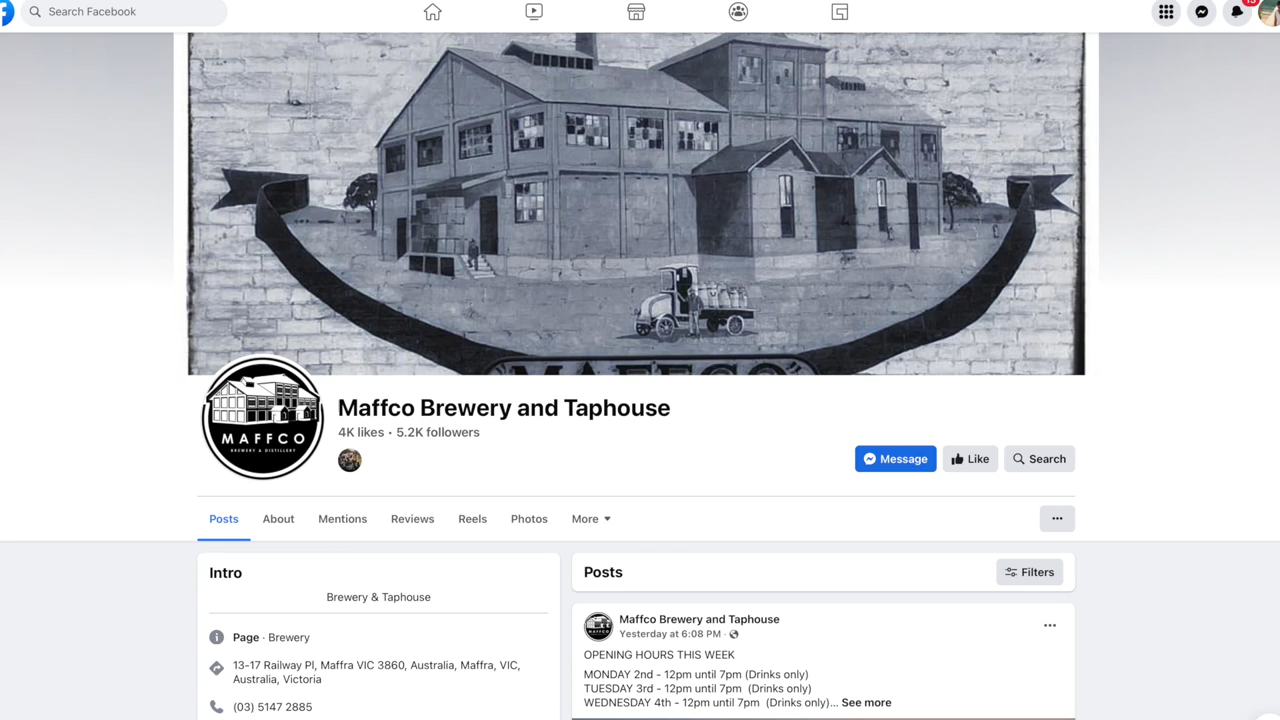 Search Facebook
15
MAFFCO
MAFFCO
BREWERY & DISTILLERY
Maffco Brewery and Taphouse
4K likes • 5.2K followers
Message
Like
Search
Posts
About
Mentions
Reviews
Reels
Photos
More
Intro
Brewery & Taphouse
Page · Brewery
13-17 Railway Pl, Maffra VIC 3860, Australia, Maffra, VIC,
Australia, Victoria
(03) 5147 2885
Posts
Filters
MAFFCO
Maffco Brewery and Taphouse
Yesterday at 6:08 PM ·
OPENING HOURS THIS WEEK
MONDAY 2nd - 12pm until 7pm (Drinks only)
TUESDAY 3rd - 12pm until 7pm (Drinks only)
WEDNESDAY 4th - 12pm until 7pm (Drinks only)... See more